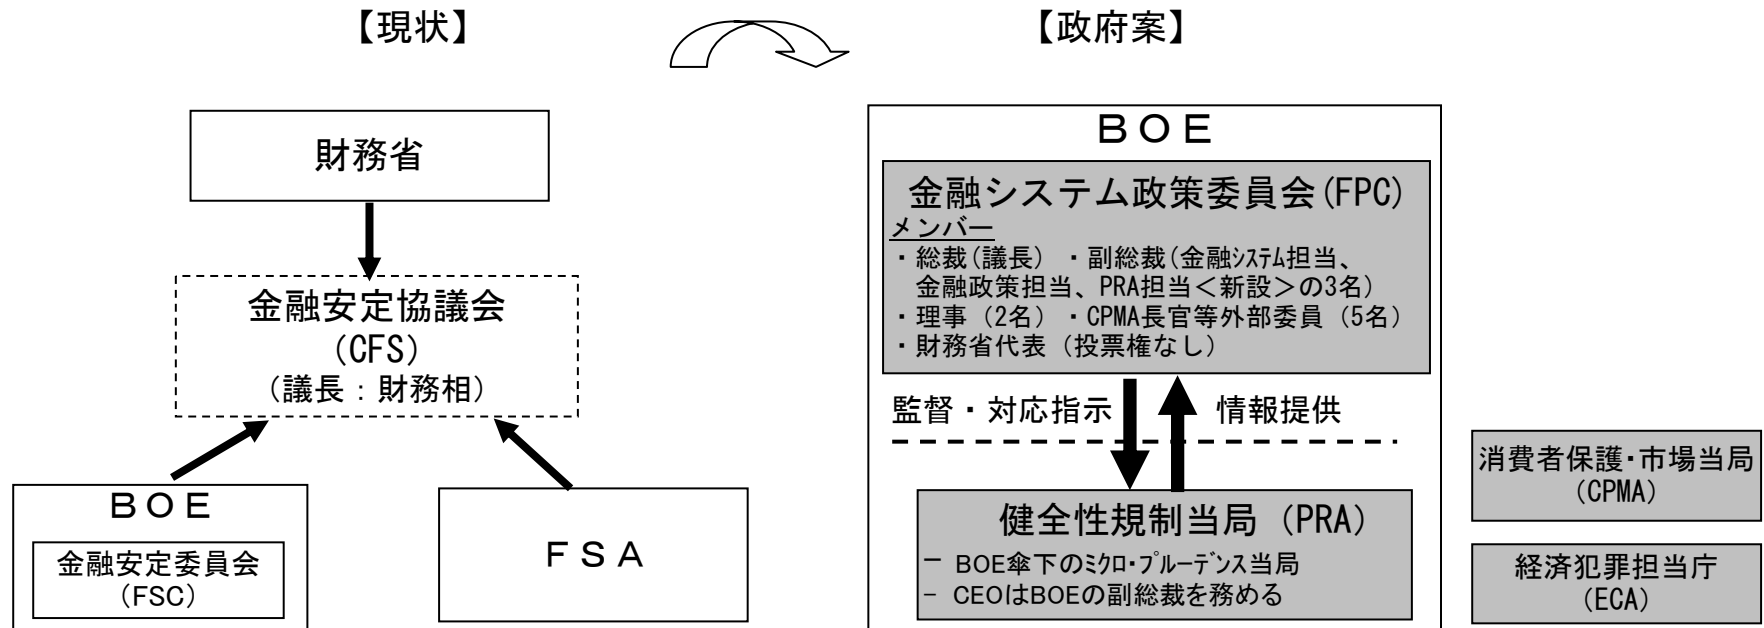 【現状】
【政府案】
財務省
金融安定協議会
(CFS)
(議長：財務相)
ＢＯＥ
金融安定委員会
(FSC)
ＦＳＡ
ＢＯＥ
金融システム政策委員会(FPC)
メンバー
・総裁(議長) ・副総裁(金融ｼｽﾃﾑ担当、
金融政策担当、PRA担当＜新設＞の3名)
・理事（2名）・CPMA長官等外部委員（5名）
・財務省代表（投票権なし）
監督・対応指示 情報提供
健全性規制当局（PRA）
－ BOE傘下のﾐｸﾛ・ﾌﾟﾙｰﾃﾞﾝｽ当局
－ CEOはBOEの副総裁を務める
消費者保護・市場当局
(CPMA)
経済犯罪担当庁
(ECA)